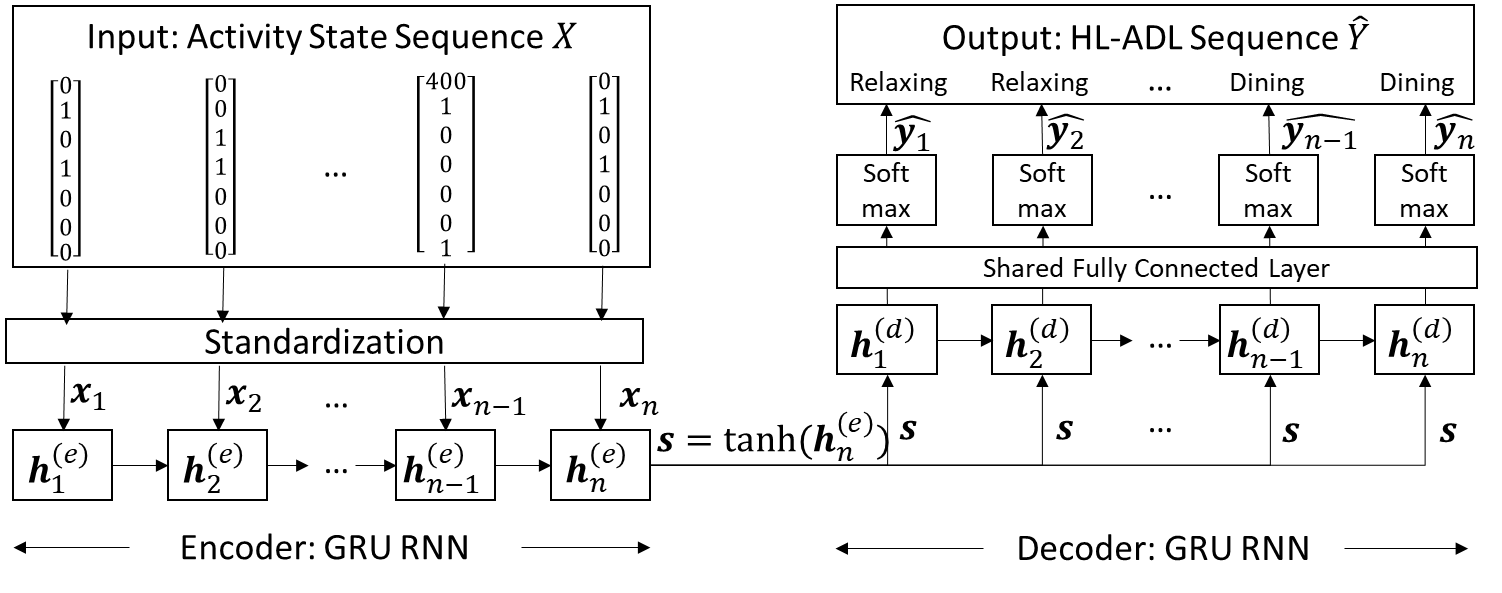 Input: Activity State Sequence X
0 0 400 0
1 0 1 1
0 1 0 0
1 1 ... 0 1
0 0 0 0
0 0 0 0
0 0 1 0
Standardization
x₁ x₂ ... xₙ₋₁ xₙ
h₁⁽ᵉ⁾ h₂⁽ᵉ⁾ ... hₙ₋₁⁽ᵉ⁾ hₙ⁽ᵉ⁾
s = tanh(hₙ⁽ᵉ⁾)
Encoder: GRU RNN
Output: HL-ADL Sequence Ŷ
Relaxing Relaxing ... Dining Dining
ŷ₁ ŷ₂ ŷₙ₋₁ ŷₙ
Soft Soft Soft Soft
max max ... max max
Shared Fully Connected Layer
h₁⁽ᵈ⁾ h₂⁽ᵈ⁾ ... hₙ₋₁⁽ᵈ⁾ hₙ⁽ᵈ⁾
s s ... s s
Decoder: GRU RNN